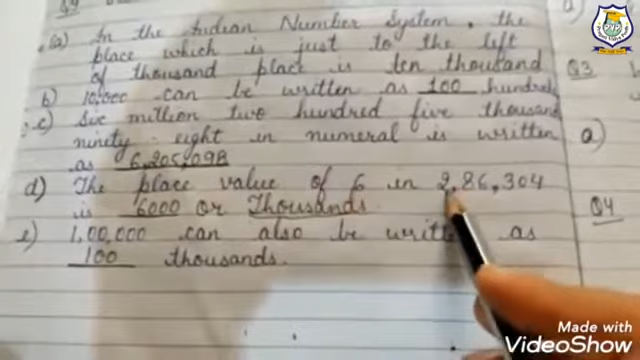 (a) In the Indian Number System, the
place which is just to the left
of thousand place is ten thousand
b) 10,000 can be written as 100 hundreds
c) Six million two hundred five thousand
ninety eight in numeral is written
as 6,205,098
d) The place value of 6 in 2,86,304
is 6000 or Thousands.
e) 1,00,000 can also be written as
100 thousands.
Q3
a)
Q4
Made with
VideoShow